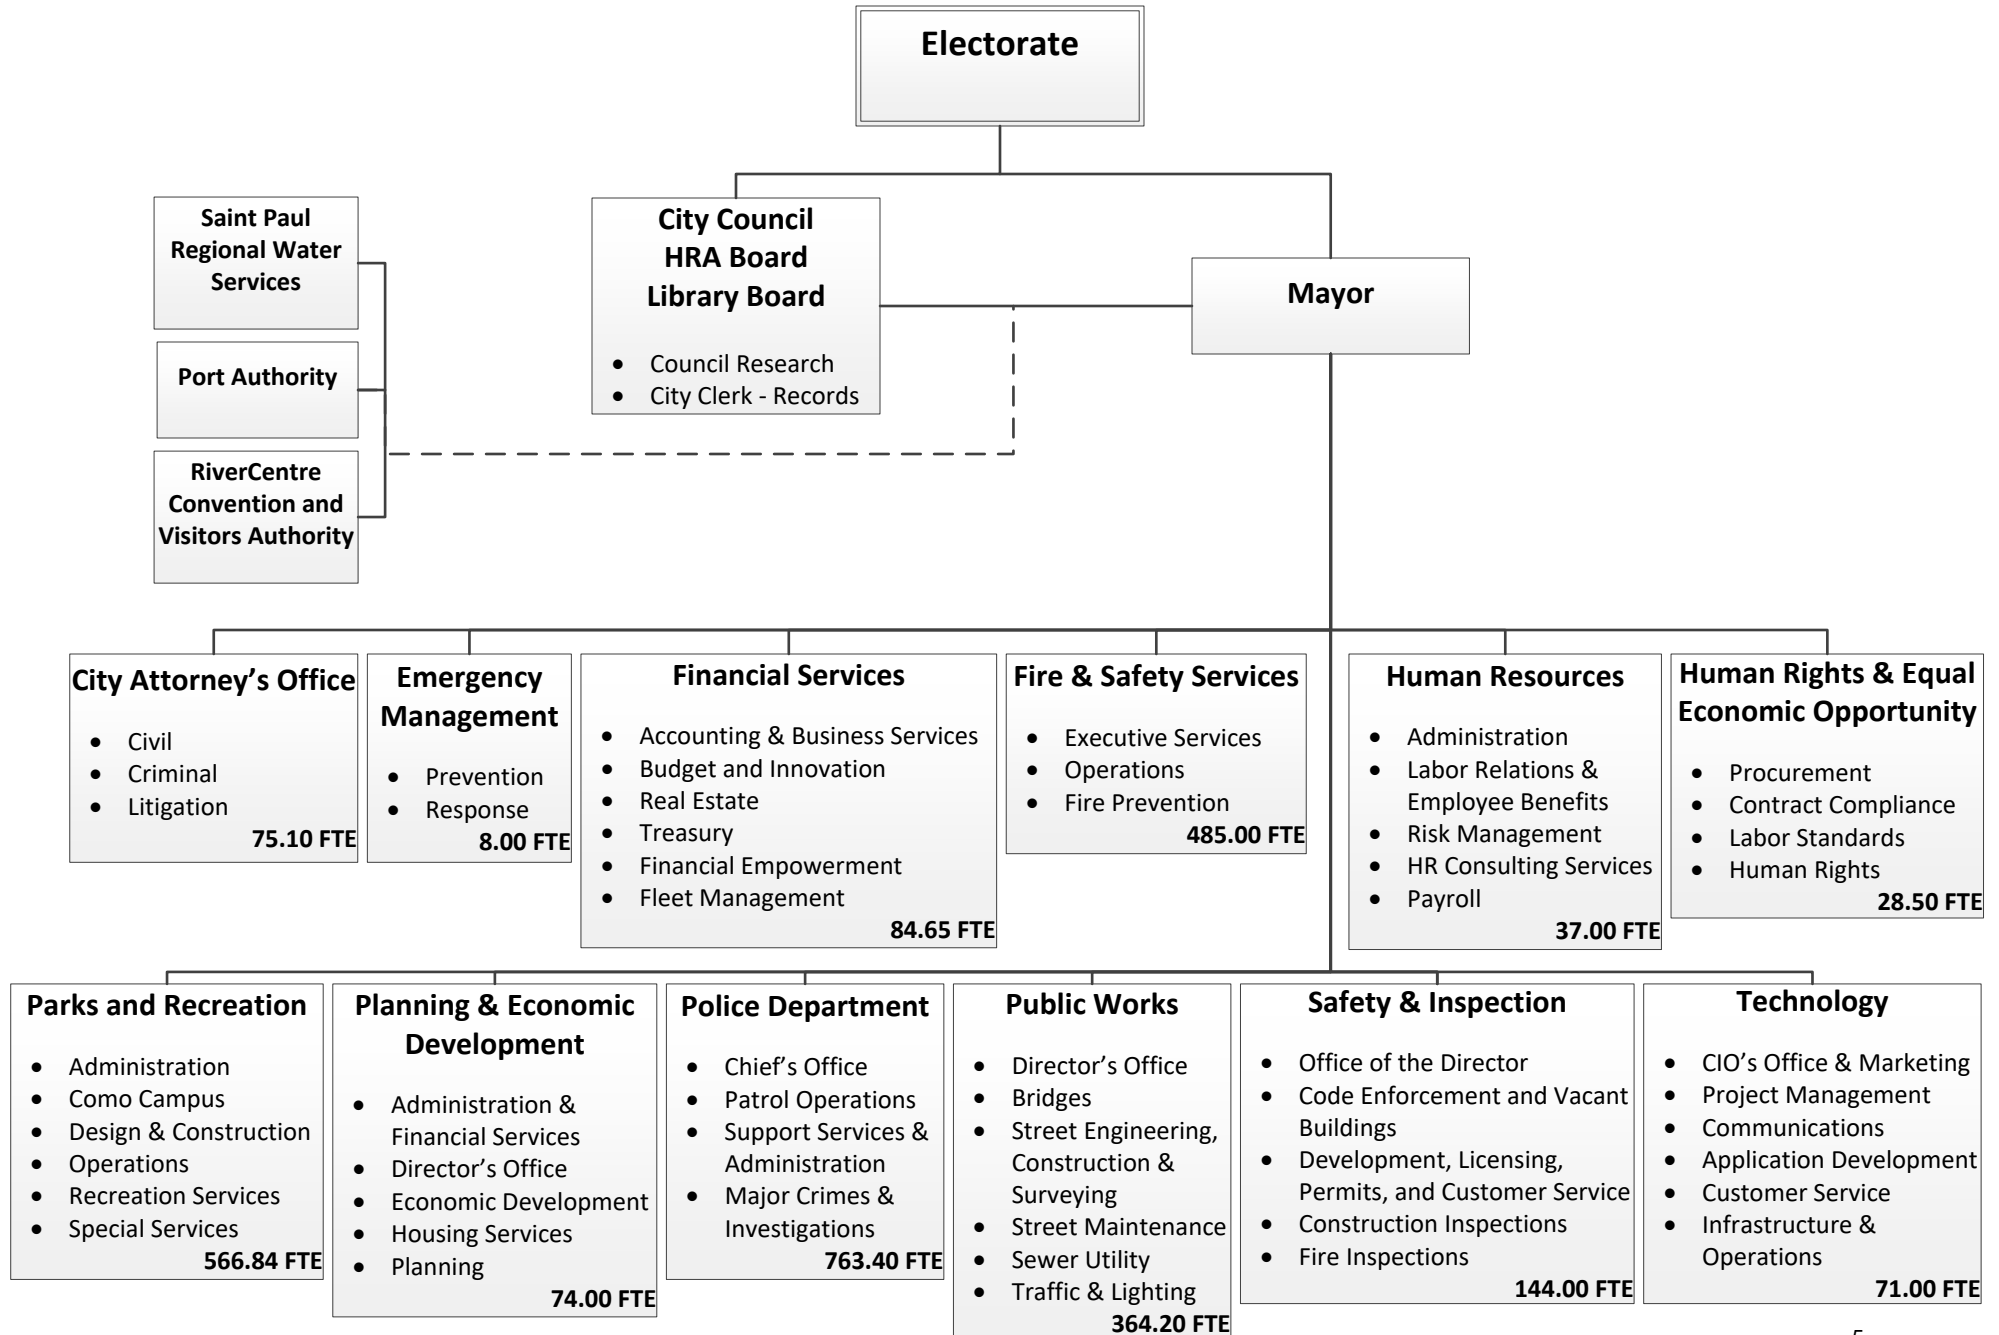 Electorate
Saint Paul
Regional Water
Services
Port Authority
RiverCentre
Convention and
Visitors Authority
City Council
HRA Board
Library Board
• Council Research
• City Clerk - Records
Mayor
City Attorney's Office
• Civil
• Criminal
• Litigation
75.10 FTE
Emergency
Management
• Prevention
• Response
8.00 FTE
Financial Services
• Accounting & Business Services
• Budget and Innovation
• Real Estate
• Treasury
• Financial Empowerment
• Fleet Management
84.65 FTE
Fire & Safety Services
• Executive Services
• Operations
• Fire Prevention
485.00 FTE
Human Resources
• Administration
• Labor Relations &
Employee Benefits
• Risk Management
• HR Consulting Services
• Payroll
37.00 FTE
Human Rights & Equal
Economic Opportunity
• Procurement
• Contract Compliance
• Labor Standards
• Human Rights
28.50 FTE
Parks and Recreation
• Administration
• Como Campus
• Design & Construction
• Operations
• Recreation Services
• Special Services
566.84 FTE
Planning & Economic
Development
• Administration &
Financial Services
• Director's Office
• Economic Development
• Housing Services
• Planning
74.00 FTE
Police Department
• Chief's Office
• Patrol Operations
• Support Services &
Administration
• Major Crimes &
Investigations
763.40 FTE
Public Works
• Director's Office
• Bridges
• Street Engineering,
Construction &
Surveying
• Street Maintenance
• Sewer Utility
• Traffic & Lighting
364.20 FTE
Safety & Inspection
• Office of the Director
• Code Enforcement and Vacant
Buildings
• Development, Licensing,
Permits, and Customer Service
• Construction Inspections
• Fire Inspections
144.00 FTE
Technology
• CIO's Office & Marketing
• Project Management
• Communications
• Application Development
• Customer Service
• Infrastructure &
Operations
71.00 FTE